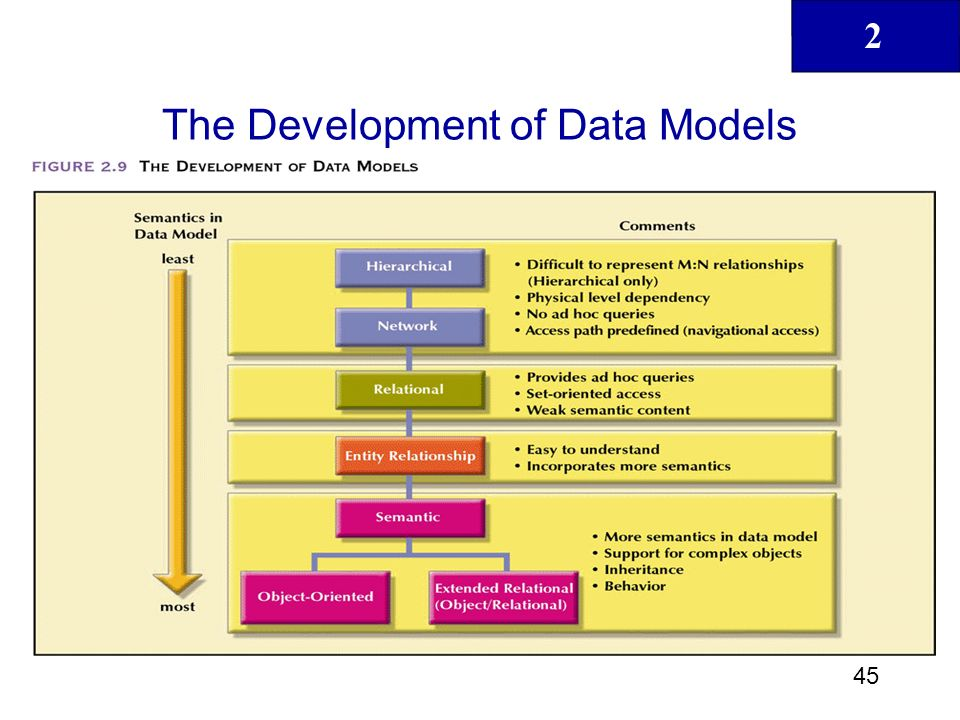 2
The Development of Data Models
FIGURE 2.9 THE DEVELOPMENT OF DATA MODELS
Semantics in
Data Model
least
most
Comments
Hierarchical
Network
• Difficult to represent M:N relationships
(Hierarchical only)
• Physical level dependency
• No ad hoc queries
• Access path predefined (navigational access)
Relational
• Provides ad hoc queries
• Set-oriented access
• Weak semantic content
Entity Relationship
• Easy to understand
• Incorporates more semantics
Semantic
Object-Oriented
Extended Relational
(Object/Relational)
• More semantics in data model
• Support for complex objects
• Inheritance
• Behavior
45